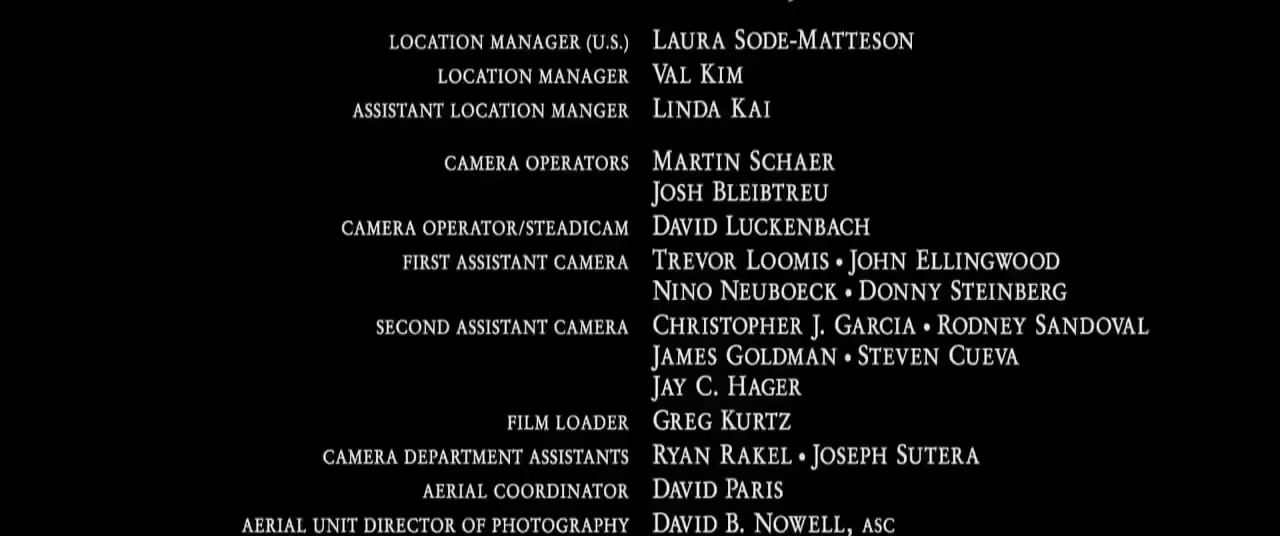 LOCATION MANAGER (U.S.) LAURA SODE-MATTESON
LOCATION MANAGER VAL KIM
ASSISTANT LOCATION MANGER LINDA KAI
CAMERA OPERATORS MARTIN SCHAER
JOSH BLEIBTREU
CAMERA OPERATOR/STEADICAM DAVID LUCKENBACH
FIRST ASSISTANT CAMERA TREVOR LOOMIS • JOHN ELLINGWOOD
NINO NEUBOECK • DONNY STEINBERG
SECOND ASSISTANT CAMERA CHRISTOPHER J. GARCIA • RODNEY SANDOVAL
JAMES GOLDMAN • STEVEN CUEVA
JAY C. HAGER
FILM LOADER GREG KURTZ
CAMERA DEPARTMENT ASSISTANTS RYAN RAKEL • JOSEPH SUTERA
AERIAL COORDINATOR DAVID PARIS
AERIAL UNIT DIRECTOR OF PHOTOGRAPHY DAVID B. NOWELL, ASC